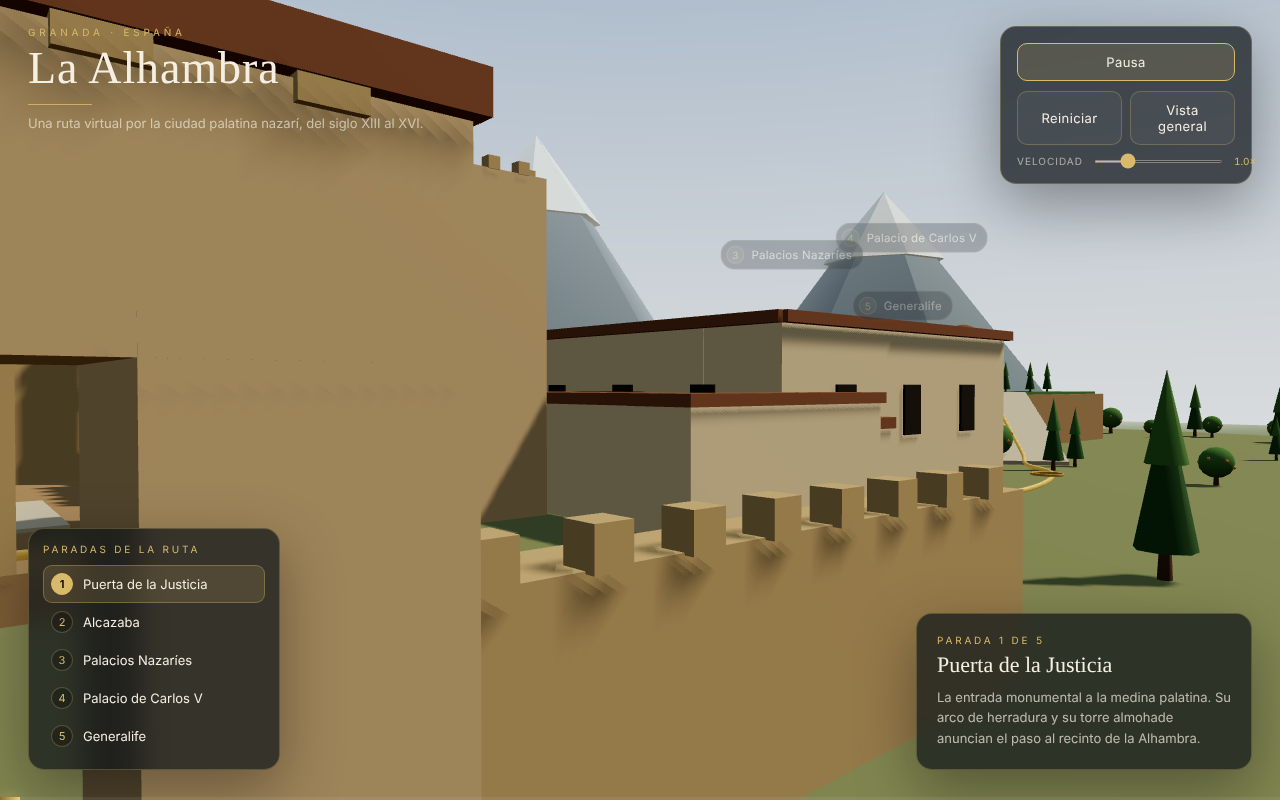 GRANADA · ESPAÑA
La Alhambra
Una ruta virtual por la ciudad palatina nazarí, del siglo XIII al XVI.
Pausa
Reiniciar
Vista
general
VELOCIDAD 1.0×
4 Palacio de Carlos V
3 Palacios Nazaríes
5 Generalife
PARADAS DE LA RUTA
1 Puerta de la Justicia
2 Alcazaba
3 Palacios Nazaríes
4 Palacio de Carlos V
5 Generalife
PARADA 1 DE 5
Puerta de la Justicia
La entrada monumental a la medina palatina. Su
arco de herradura y su torre almohade
anuncian el paso al recinto de la Alhambra.